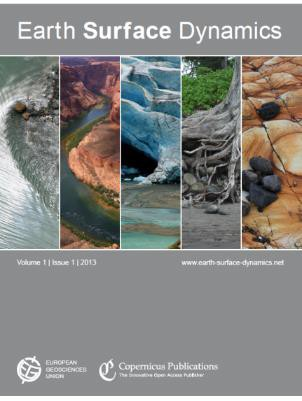 Earth Surface Dynamics
Volume 1 | Issue 1 | 2013
www.earth-surface-dynamics.net
EUROPEAN
GEOSCIENCES
UNION
Copernicus Publications
The Innovative Open Access Publisher